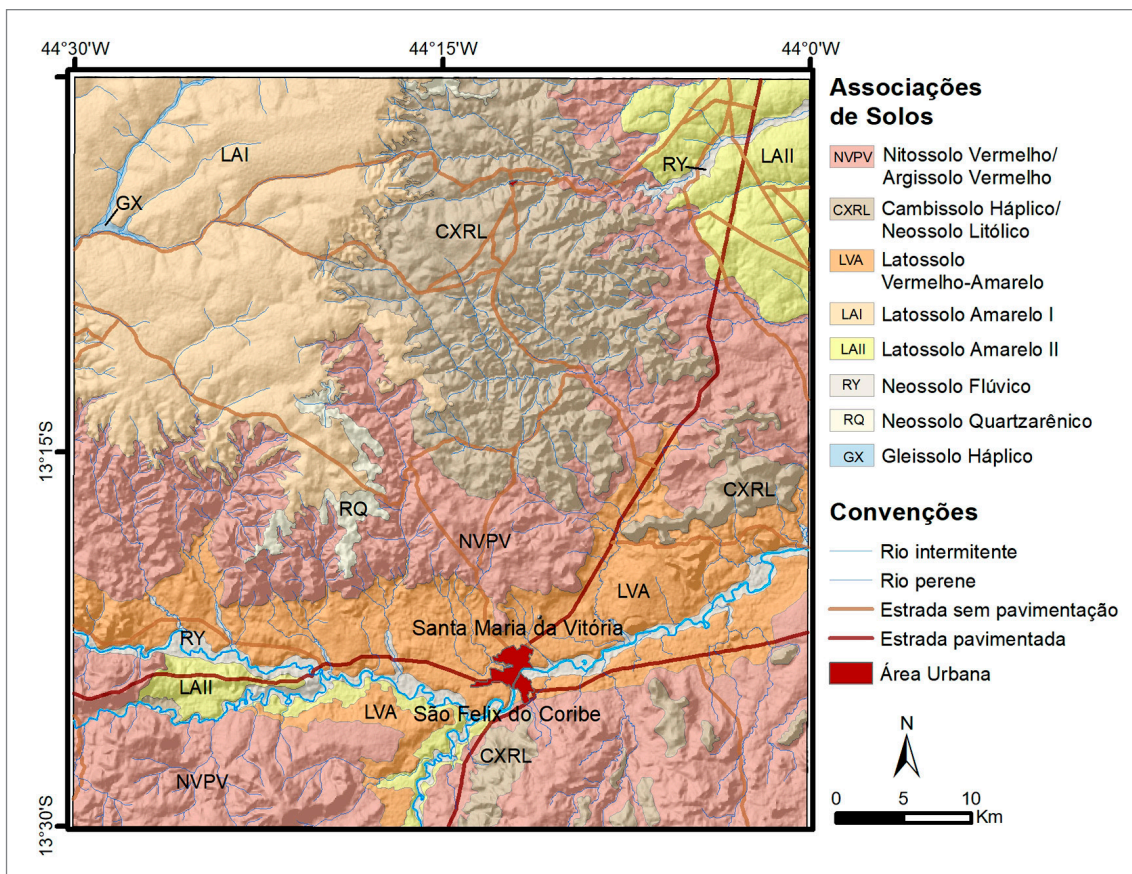 44°30'W
44°15'W
44°0'W
13°15'S
13°30'S
LAI
GX
CXRL
RY
LAII
RQ
NVPV
CXRL
LVA
Santa Maria da Vitória
RY
LAII
LVA
São Felix do Coribe
CXRL
NVPV
Associações
de Solos
NVPV Nitossolo Vermelho/
Argissolo Vermelho
CXRL Cambissolo Háplico/
Neossolo Litólico
LVA Latossolo
Vermelho-Amarelo
LAI Latossolo Amarelo I
LAII Latossolo Amarelo II
RY Neossolo Flúvico
RQ Neossolo Quartzarênico
GX Gleissolo Háplico
Convenções
Rio intermitente
Rio perene
Estrada sem pavimentação
Estrada pavimentada
Área Urbana
N
0 5 10
Km